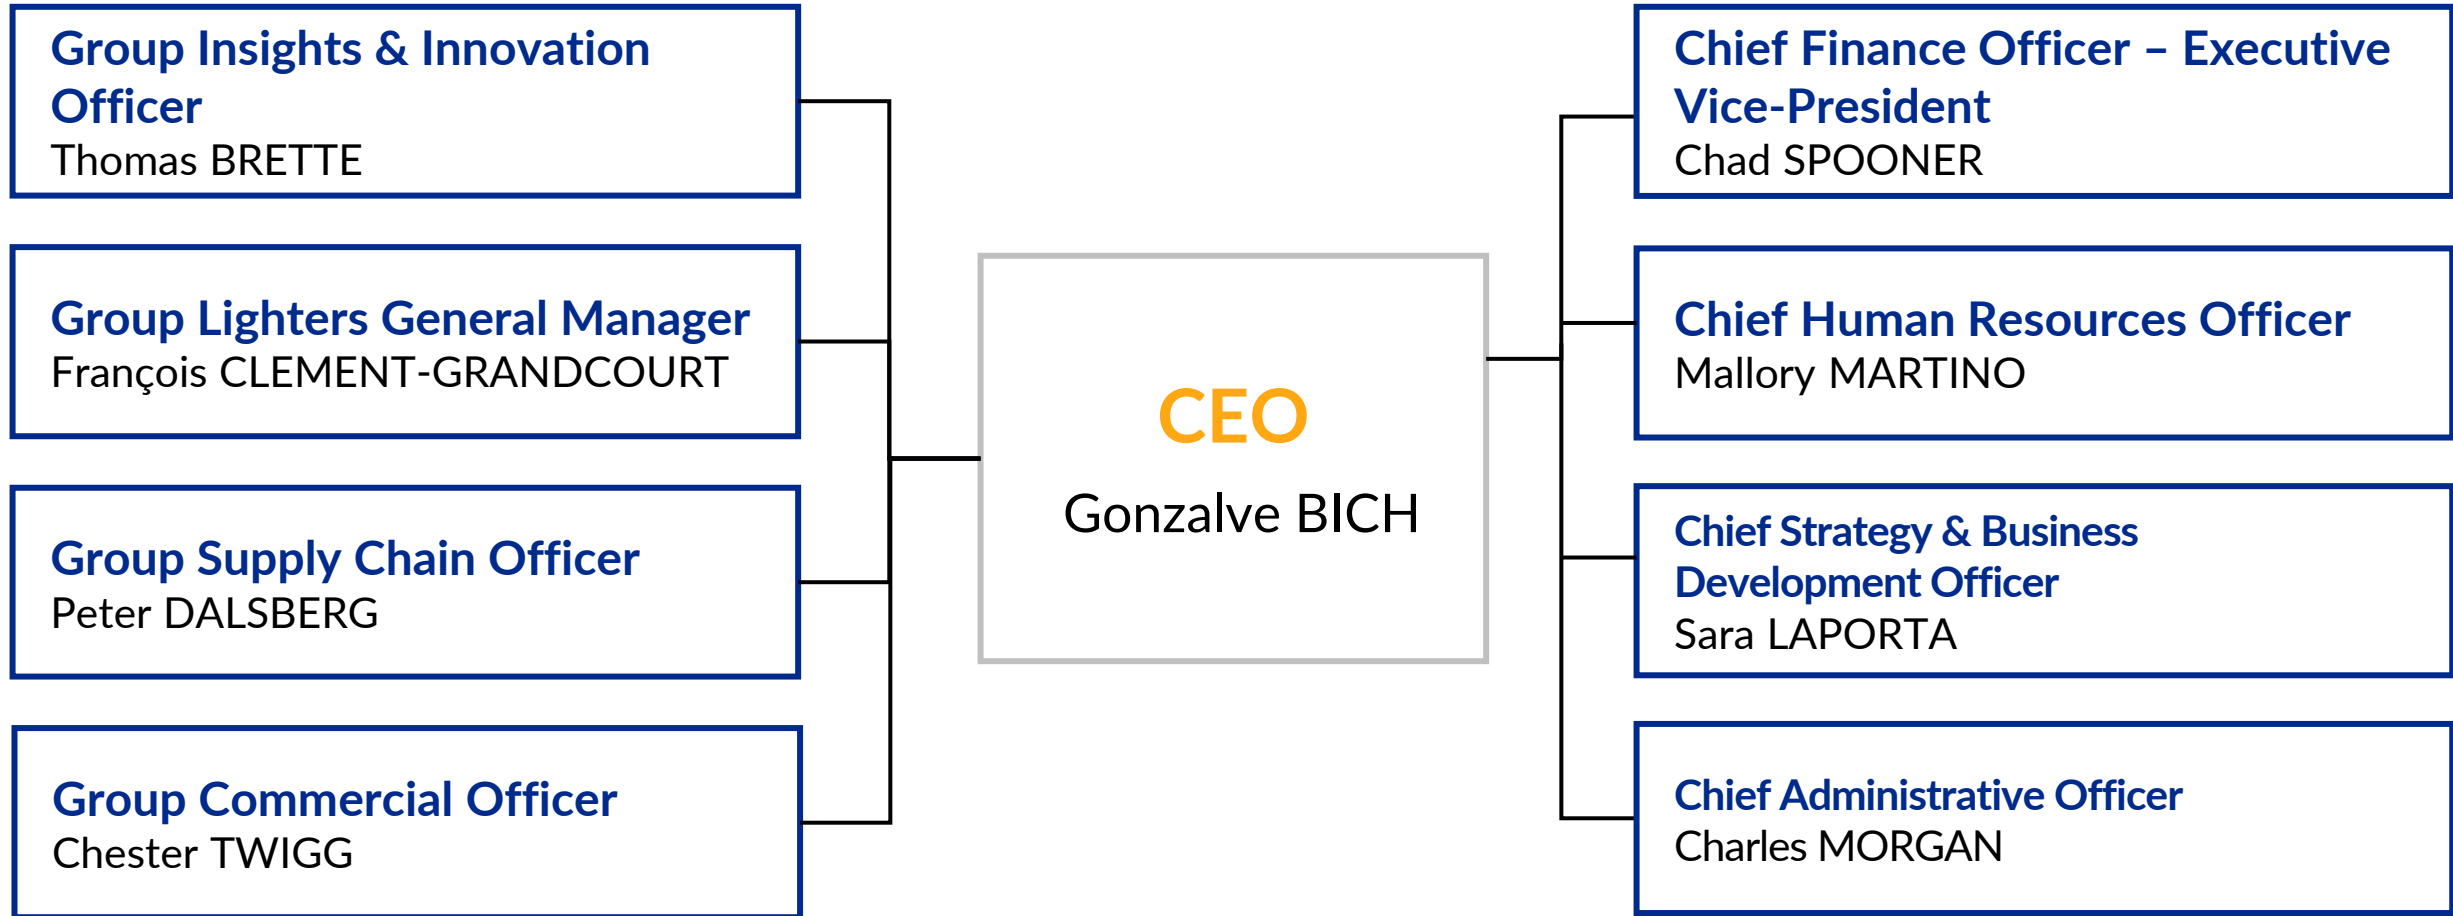 Group Insights & Innovation
Officer
Thomas BRETTE
Group Lighters General Manager
François CLEMENT-GRANDCOURT
Group Supply Chain Officer
Peter DALSBERG
Group Commercial Officer
Chester TWIGG
CEO
Gonzalve BICH
Chief Finance Officer – Executive
Vice-President
Chad SPOONER
Chief Human Resources Officer
Mallory MARTINO
Chief Strategy & Business
Development Officer
Sara LAPORTA
Chief Administrative Officer
Charles MORGAN